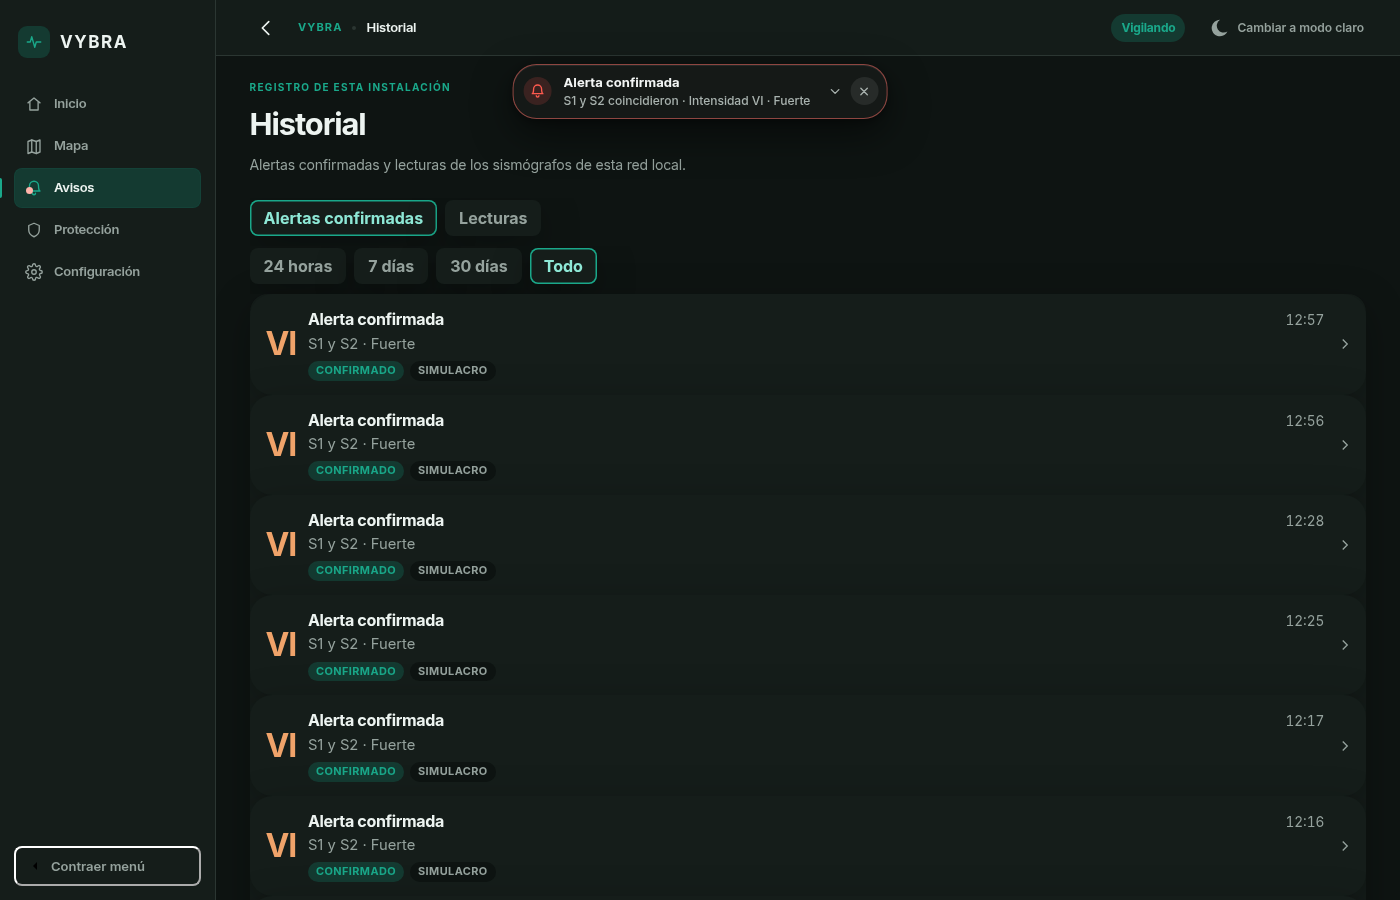 VYBRA
Inicio
Mapa
Avisos
Protección
Configuración
Contraer menú
VYBRA • Historial
Vigilando
Cambiar a modo claro
Alerta confirmada
S1 y S2 coincidieron · Intensidad VI · Fuerte
REGISTRO DE ESTA INSTALACIÓN
Historial
Alertas confirmadas y lecturas de los sismógrafos de esta red local.
Alertas confirmadas Lecturas
24 horas 7 días 30 días Todo
VI
Alerta confirmada 12:57
S1 y S2 · Fuerte
CONFIRMADO SIMULACRO
VI
Alerta confirmada 12:56
S1 y S2 · Fuerte
CONFIRMADO SIMULACRO
VI
Alerta confirmada 12:28
S1 y S2 · Fuerte
CONFIRMADO SIMULACRO
VI
Alerta confirmada 12:25
S1 y S2 · Fuerte
CONFIRMADO SIMULACRO
VI
Alerta confirmada 12:17
S1 y S2 · Fuerte
CONFIRMADO SIMULACRO
VI
Alerta confirmada 12:16
S1 y S2 · Fuerte
CONFIRMADO SIMULACRO